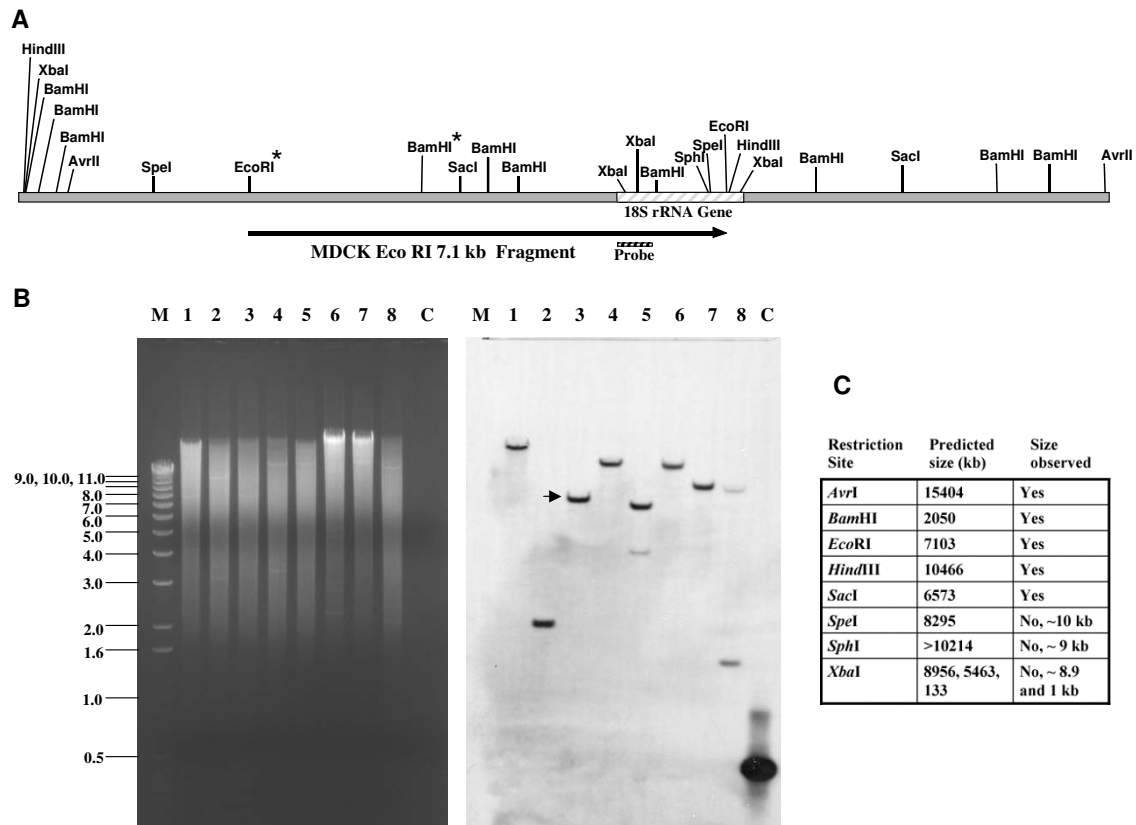 A
HindIII
XbaI
BamHI
BamHI
BamHI
AvrII
SpeI
EcoRI*
BamHI*
SacI
BamHI
BamHI
XbaI
XbaI
BamHI
SphI
SpeI
EcoRI
HindIII
XbaI
BamHI
SacI
BamHI
BamHI
AvrII
18S rRNA Gene
MDCK Eco RI 7.1 kb Fragment
Probe
B
M 1 2 3 4 5 6 7 8 C
M 1 2 3 4 5 6 7 8 C
9.0, 10.0, 11.0
8.0
7.0
6.0
5.0
4.0
3.0
2.0
1.6
1.0
0.5
C
Restriction Site Predicted size (kb) Size observed
AvrI 15404 Yes
BamHI 2050 Yes
EcoRI 7103 Yes
HindIII 10466 Yes
SacI 6573 Yes
SpeI 8295 No, ~10 kb
SphI >10214 No, ~ 9 kb
XbaI 8956, 5463, 133 No, ~ 8.9 and 1 kb